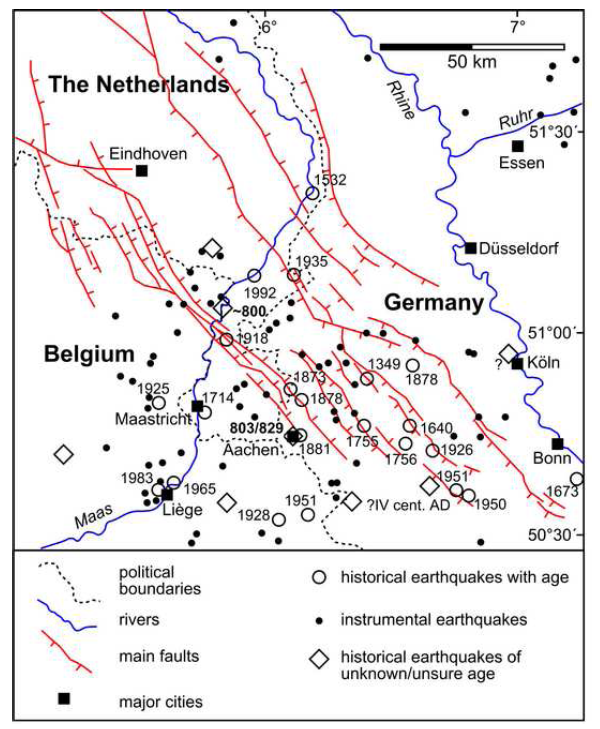 6°
7°
50 km
The Netherlands
Rhine
Ruhr
51°30'
Eindhoven
Essen
1532
Düsseldorf
1935
1992
~800
Germany
1918
51°00'
Belgium
?
Köln
1349
1878
1873
1925
1714
1878
Maastricht
803/829
1755
1640
Aachen
1881
1756
1926
Bonn
1983
1965
1951
1673
Liège
?IV cent. AD
1950
Maas
1928
1951
50°30'
political
boundaries
rivers
main faults
major cities
historical earthquakes with age
instrumental earthquakes
historical earthquakes of
unknown/unsure age